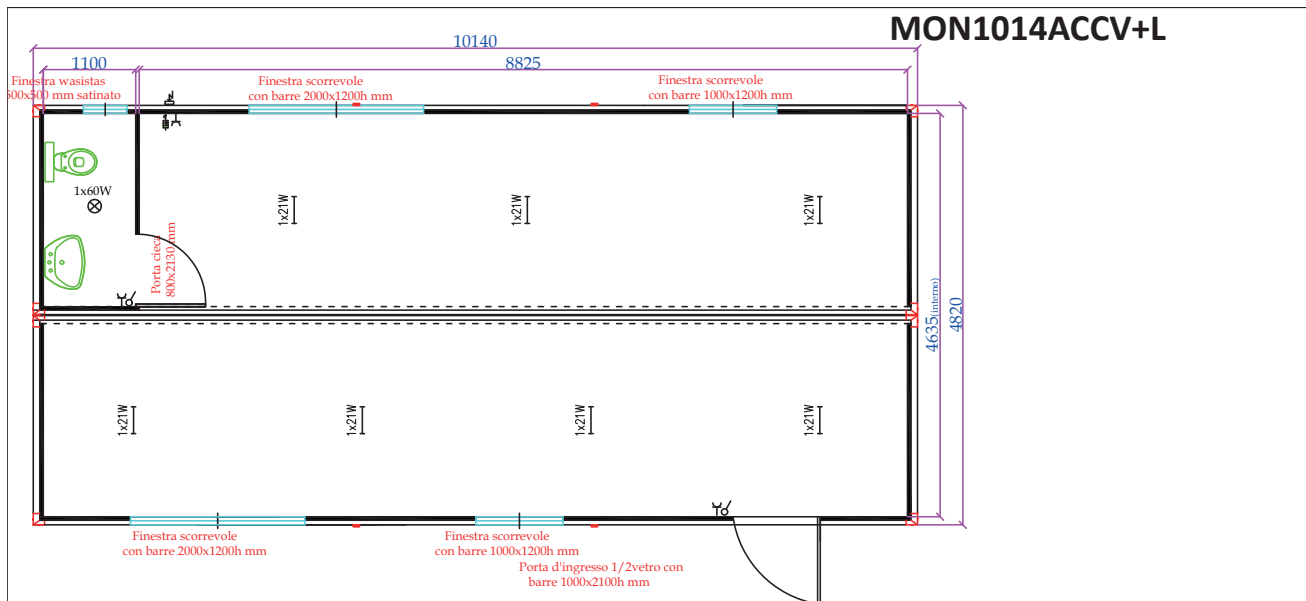 MON1014ACCV+L
10140
1100
8825
Finestra wasistas
500x500 mm satinato
Finestra scorrevole
con barre 2000x1200h mm
Finestra scorrevole
con barre 1000x1200h mm
1x60W
1x21W
1x21W
1x21W
Porta cieca
800x2130 mm
4635(interno)
4820
1x21W
1x21W
1x21W
1x21W
Finestra scorrevole
con barre 2000x1200h mm
Finestra scorrevole
con barre 1000x1200h mm
Porta d'ingresso 1/2vetro con
barre 1000x2100h mm